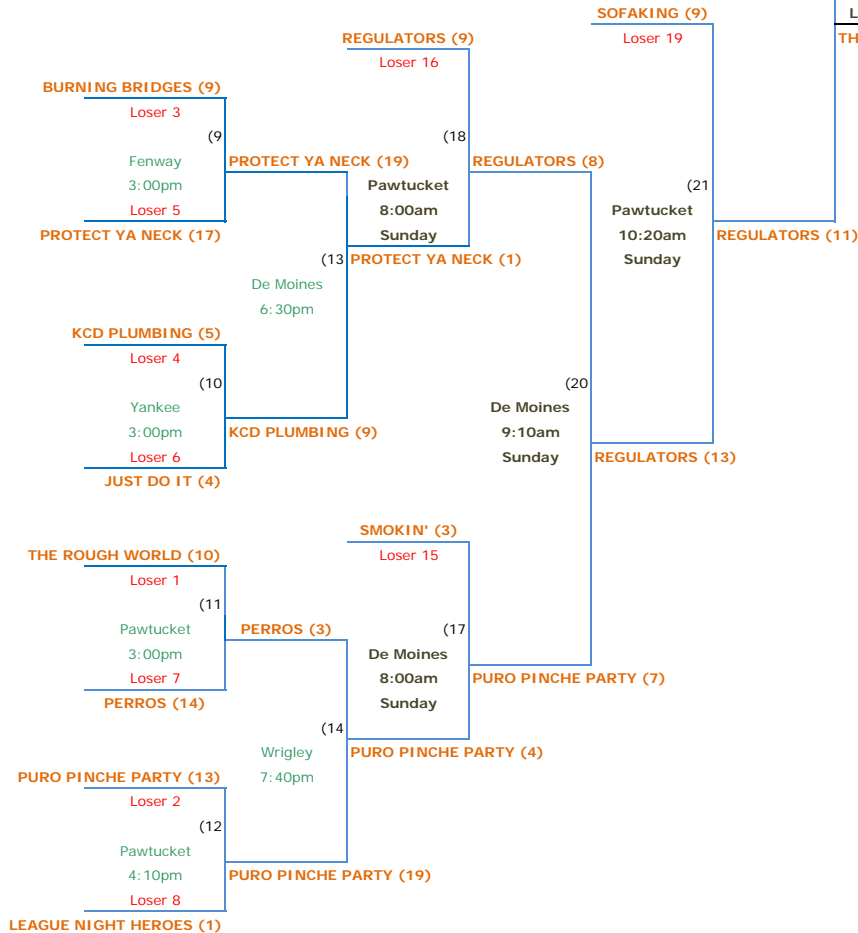 SOFAKING (9)
L
Loser 19
TH
REGULATORS (9)
Loser 16
BURNING BRIDGES (9)
Loser 3
(9
(18
Fenway
PROTECT YA NECK (19)
REGULATORS (8)
3:00pm
Pawtucket
(21
Loser 5
8:00am
Pawtucket
PROTECT YA NECK (17)
Sunday
10:20am
REGULATORS (11)
(13
PROTECT YA NECK (1)
Sunday
De Moines
6:30pm
KCD PLUMBING (5)
Loser 4
(10
(20
Yankee
De Moines
3:00pm
KCD PLUMBING (9)
9:10am
Loser 6
Sunday
REGULATORS (13)
JUST DO IT (4)
SMOKIN' (3)
THE ROUGH WORLD (10)
Loser 15
Loser 1
(11
Pawtucket
PERROS (3)
(17
3:00pm
De Moines
Loser 7
8:00am
PURO PINCHE PARTY (7)
PERROS (14)
Sunday
(14
Wrigley
PURO PINCHE PARTY (4)
PURO PINCHE PARTY (13)
7:40pm
Loser 2
(12
Pawtucket
4:10pm
PURO PINCHE PARTY (19)
Loser 8
LEAGUE NIGHT HEROES (1)